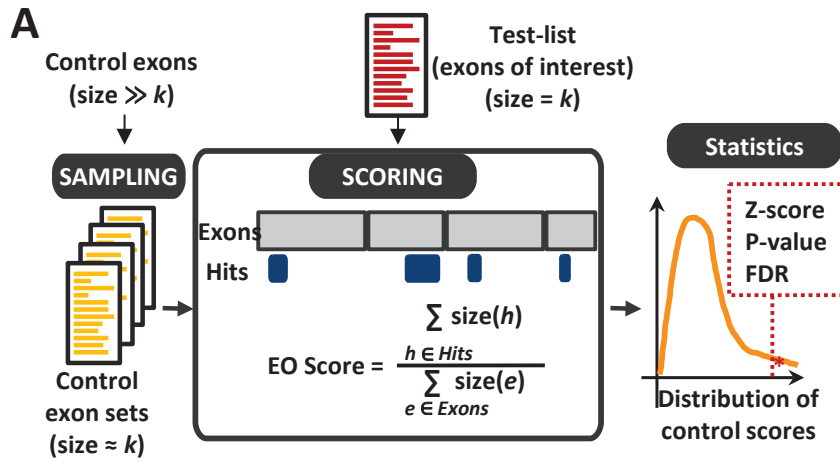 A
Control exons
(size ≫ k)
Test-list
(exons of interest)
(size = k)
SAMPLING
SCORING
Statistics
Exons
Hits
Z-score
P-value
FDR
∑ size(h)
h ∈ Hits
EO Score =
∑ size(e)
e ∈ Exons
*
Control
exon sets
(size ≈ k)
Distribution of
control scores